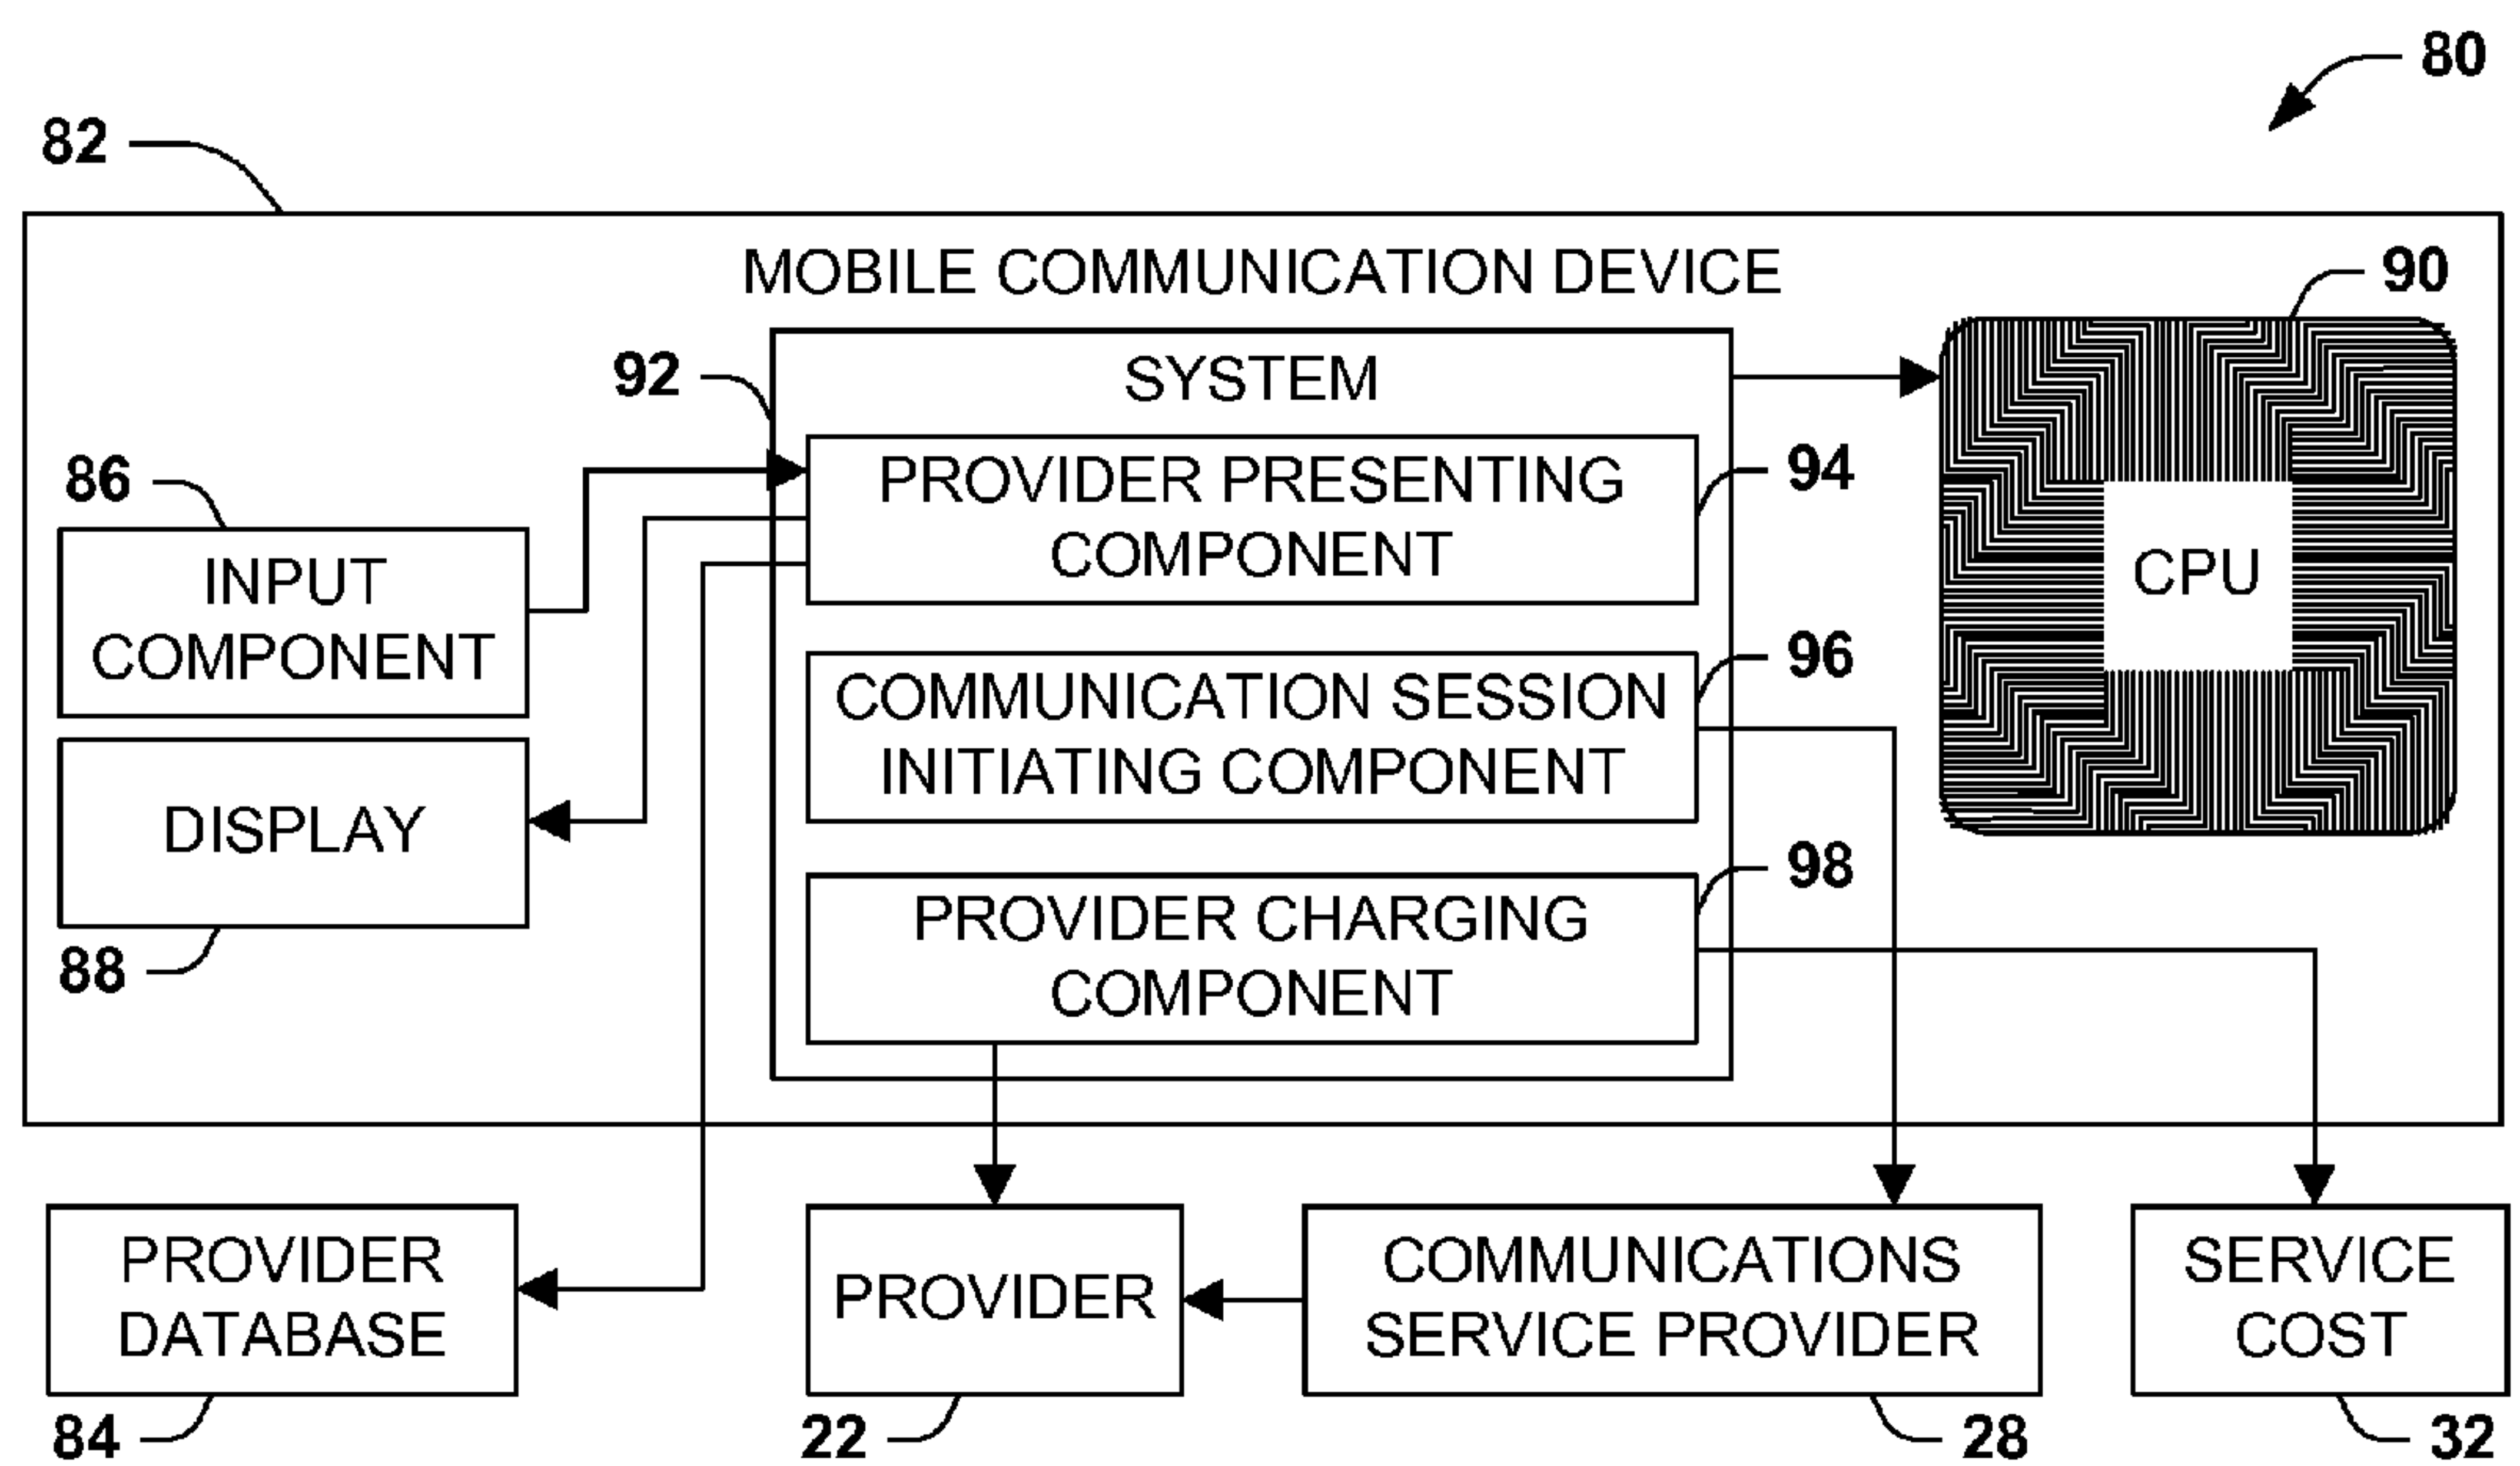 80
82
MOBILE COMMUNICATION DEVICE
90
92
SYSTEM
86
PROVIDER PRESENTING
COMPONENT
94
INPUT
COMPONENT
CPU
COMMUNICATION SESSION
INITIATING COMPONENT
96
DISPLAY
88
PROVIDER CHARGING
COMPONENT
98
PROVIDER
DATABASE
84
PROVIDER
22
COMMUNICATIONS
SERVICE PROVIDER
28
SERVICE
COST
32